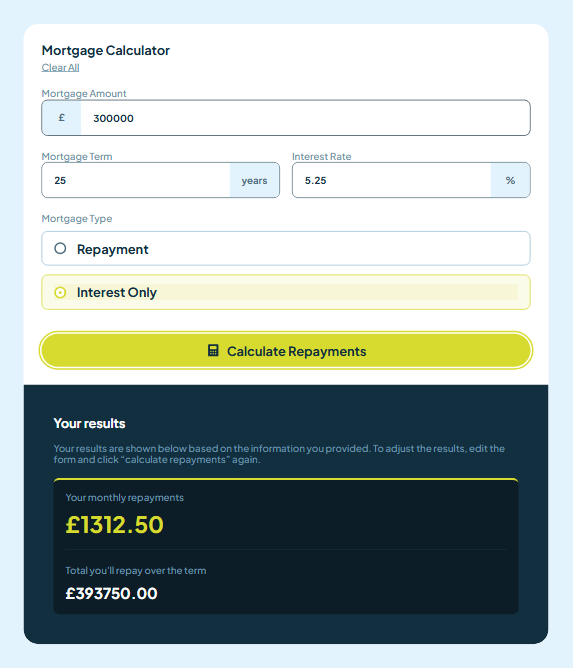 Mortgage Calculator
Clear All
Mortgage Amount
£ 300000
Mortgage Term Interest Rate
25 years 5.25 %
Mortgage Type
Repayment
Interest Only
Calculate Repayments
Your results
Your results are shown below based on the information you provided. To adjust the results, edit the
form and click “calculate repayments” again.
Your monthly repayments
£1312.50
Total you'll repay over the term
£393750.00